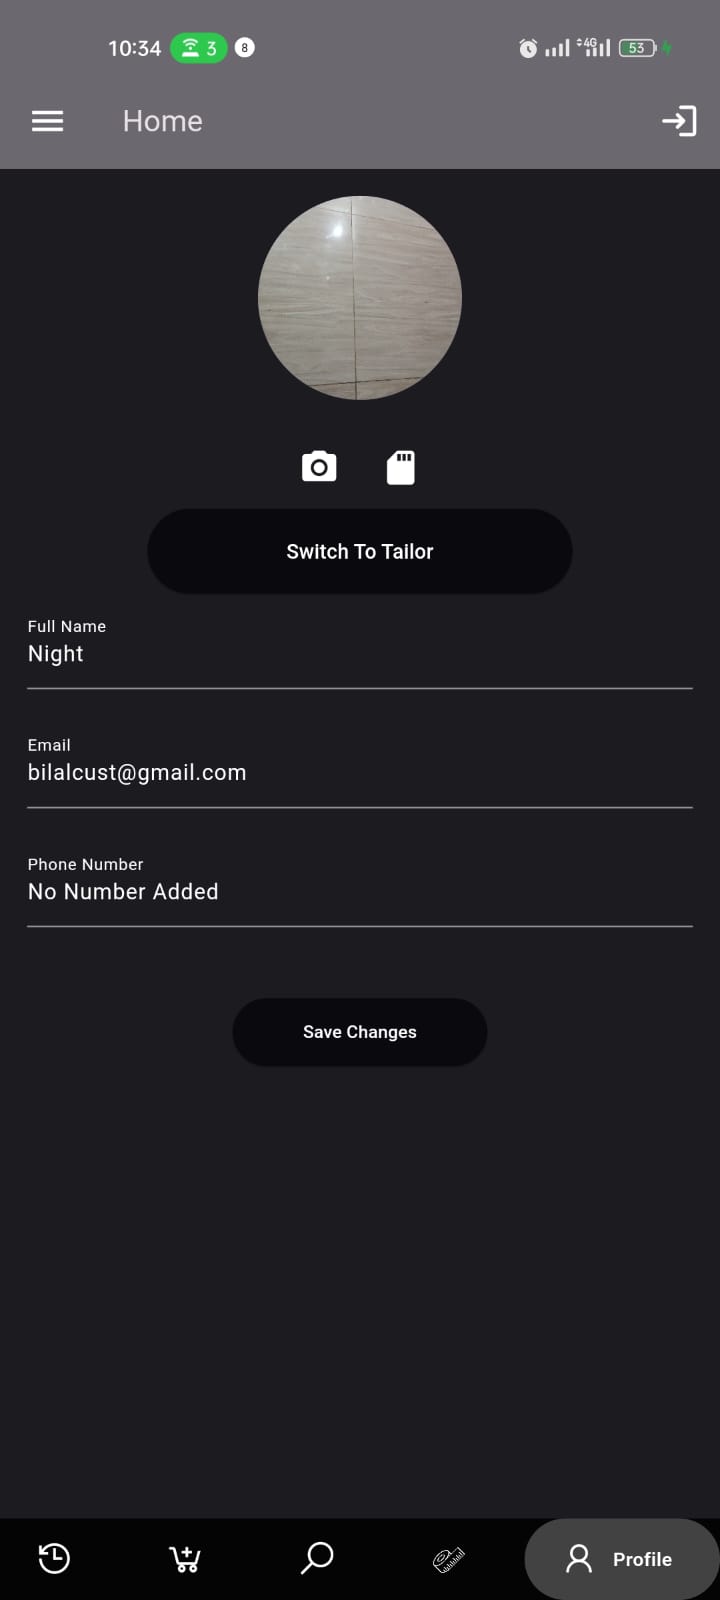 10:34 3 8 4G 53
Home
Switch To Tailor
Full Name
Night
Email
bilalcust@gmail.com
Phone Number
No Number Added
Save Changes
Profile